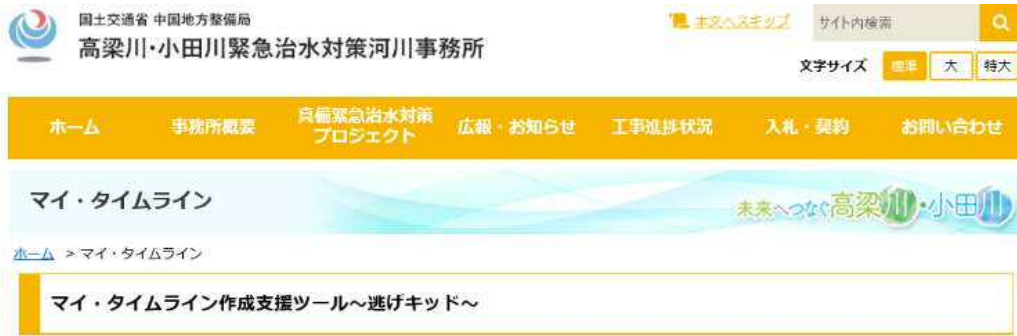 国土交通省 中国地方整備局
高梁川・小田川緊急治水対策河川事務所
本文へスキップ
サイト内検索
文字サイズ 標準 大 特大
ホーム 事務所概要 真備緊急治水対策プロジェクト 広報・お知らせ 工事進捗状況 入札・契約 お問い合わせ
マイ・タイムライン
未来へつなぐ高梁川・小田川
ホーム > マイ・タイムライン
マイ・タイムライン作成支援ツール～逃げキッド～